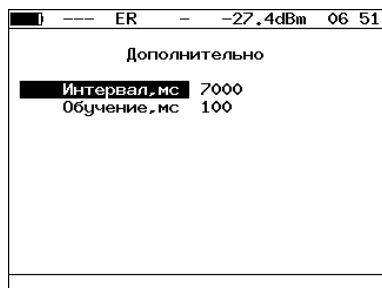 --- ER - -27.4dBm 06 51
Дополнительно
Интервал,мс 7000
Обучение,мс 100